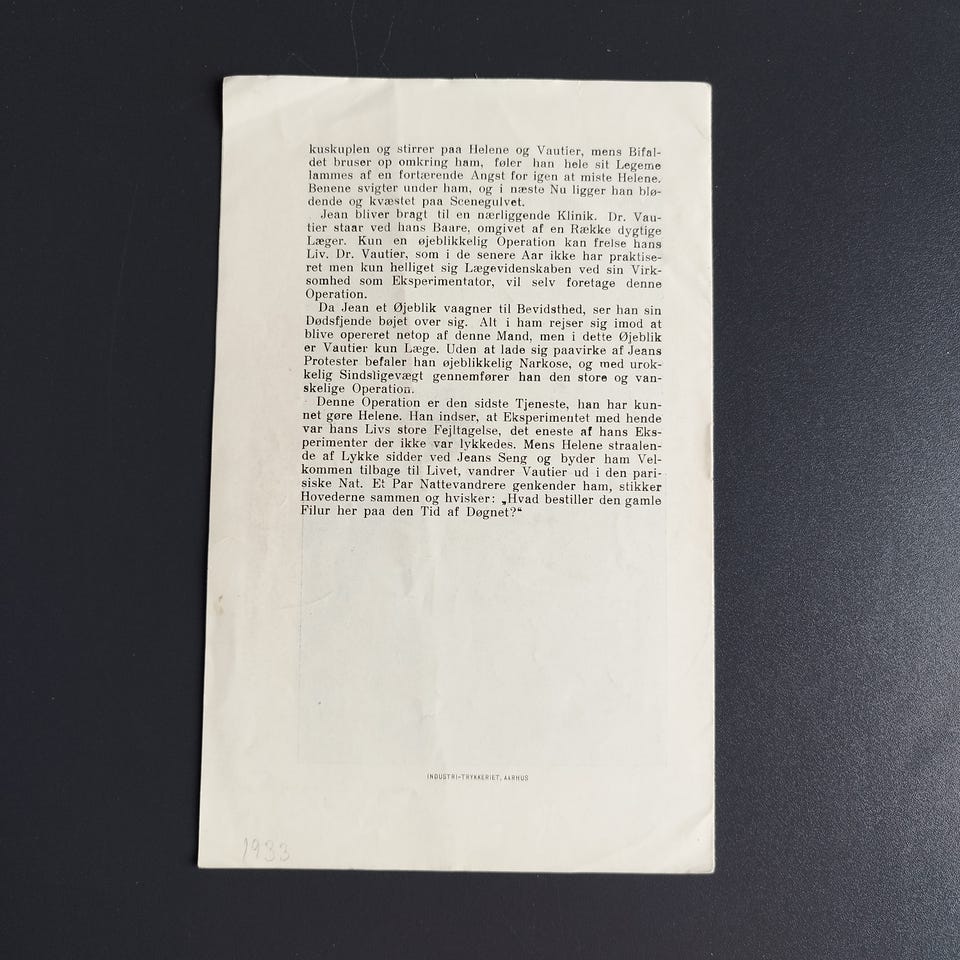 kuskuplen og stirrer paa Helene og Vautier, mens Bifal-
det bruser op omkring ham, føler han hele sit Legeme
lammes af en fortærende Angst for igen at miste Helene.
Benene svigter under ham, og i næste Nu ligger han blø-
dende og kvæstet paa Scenegulvet.
Jean bliver bragt til en nærliggende Klinik. Dr. Vau-
tier staar ved hans Baare, omgivet af en Række dygtige
Læger. Kun en øjeblikkelig Operation kan frelse hans
Liv. Dr. Vautier, som i de senere Aar ikke har praktise-
ret men kun helliget sig Lægevidenskaben ved sin Virk-
somhed som Eksperimentator, vil selv foretage denne
Operation.
Da Jean et Øjeblik vaagner til Bevidsthed, ser han sin
Dødsfjende bøjet over sig. Alt i ham rejser sig imod at
blive opereret netop af denne Mand, men i dette Øjeblik
er Vautier kun Læge. Uden at lade sig paavirke af Jeans
Protester befaler han øjeblikkelig Narkose, og med urok-
kelig Sindsligevægt gennemfører han den store og van-
skelige Operation.
Denne Operation er den sidste Tjeneste, han har kun-
net gøre Helene. Han indser, at Eksperimentet med hende
var hans Livs store Fejltagelse, det eneste af hans Eks-
perimenter der ikke var lykkedes. Mens Helene straalen-
de af Lykke sidder ved Jeans Seng og byder ham Vel-
kommen tilbage til Livet, vandrer Vautier ud i den pari-
siske Nat. Et Par Nattevandrere genkender ham, stikker
Hovederne sammen og hvisker: „Hvad bestiller den gamle
Filur her paa den Tid af Døgnet?“
INDUSTRI-TRYKKERIET, AARHUS
1933